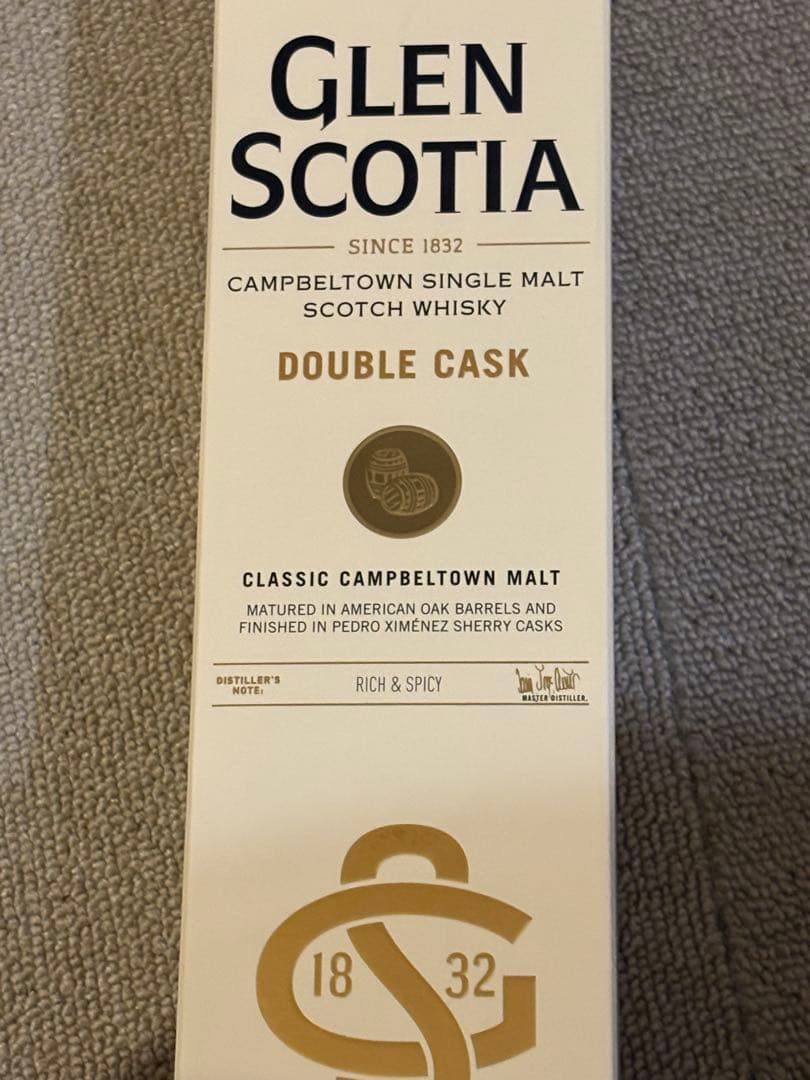 GLEN
SCOTIA
SINCE 1832
CAMPBELTOWN SINGLE MALT
SCOTCH WHISKY
DOUBLE CASK
CLASSIC CAMPBELTOWN MALT
MATURED IN AMERICAN OAK BARRELS AND
FINISHED IN PEDRO XIMÉNEZ SHERRY CASKS
DISTILLER'S
NOTE:
RICH & SPICY
MASTER DISTILLER.
18 32